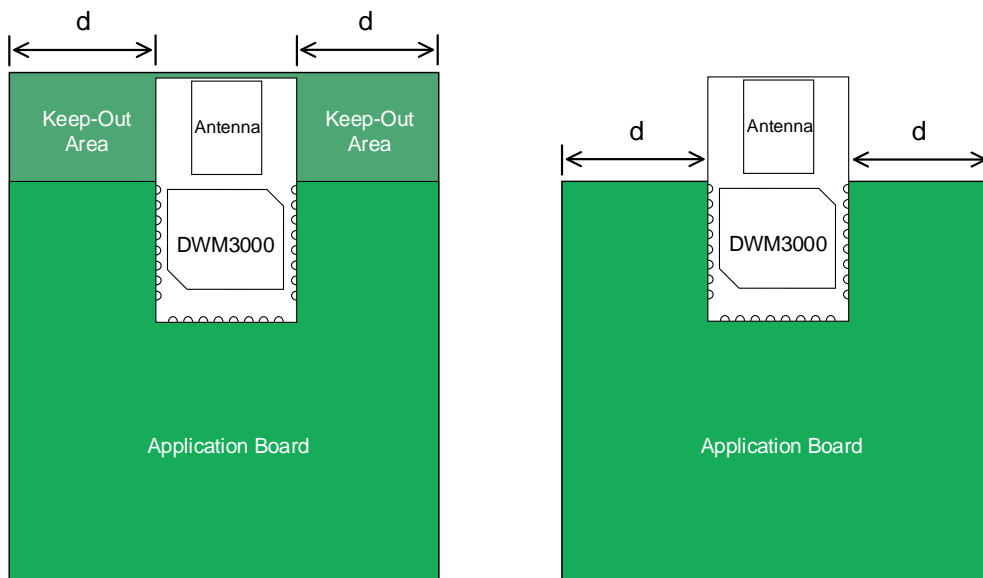 d
d
Keep-Out
Area
Antenna
Keep-Out
Area
DWM3000
Application Board
d
d
Antenna
DWM3000
Application Board